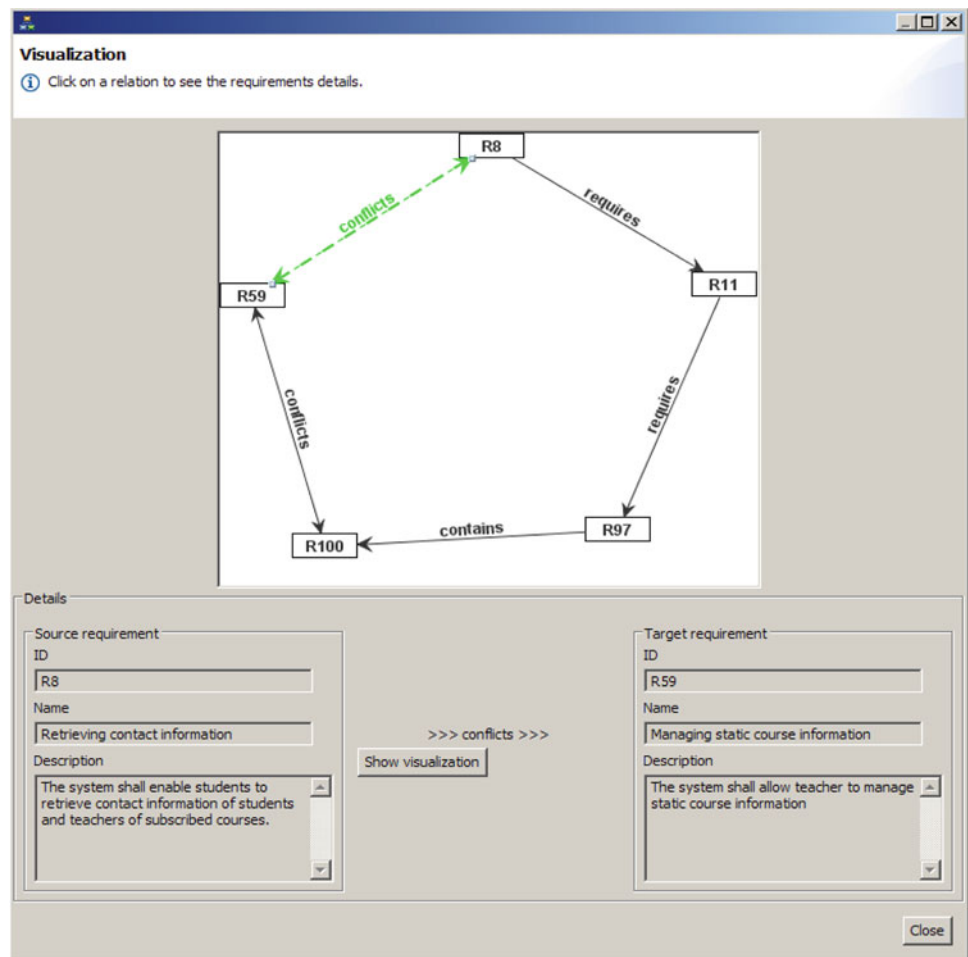 Visualization
Click on a relation to see the requirements details.
R8
conflicts
requires
R59
R11
conflicts
requires
contains
R97
R100
Details
Source requirement
Target requirement
ID
ID
R8
R59
Name
Name
Retrieving contact information
>>> conflicts >>>
Managing static course information
Description
Show visualization
Description
The system shall enable students to
retrieve contact information of students
and teachers of subscribed courses.
The system shall allow teacher to manage
static course information
Close